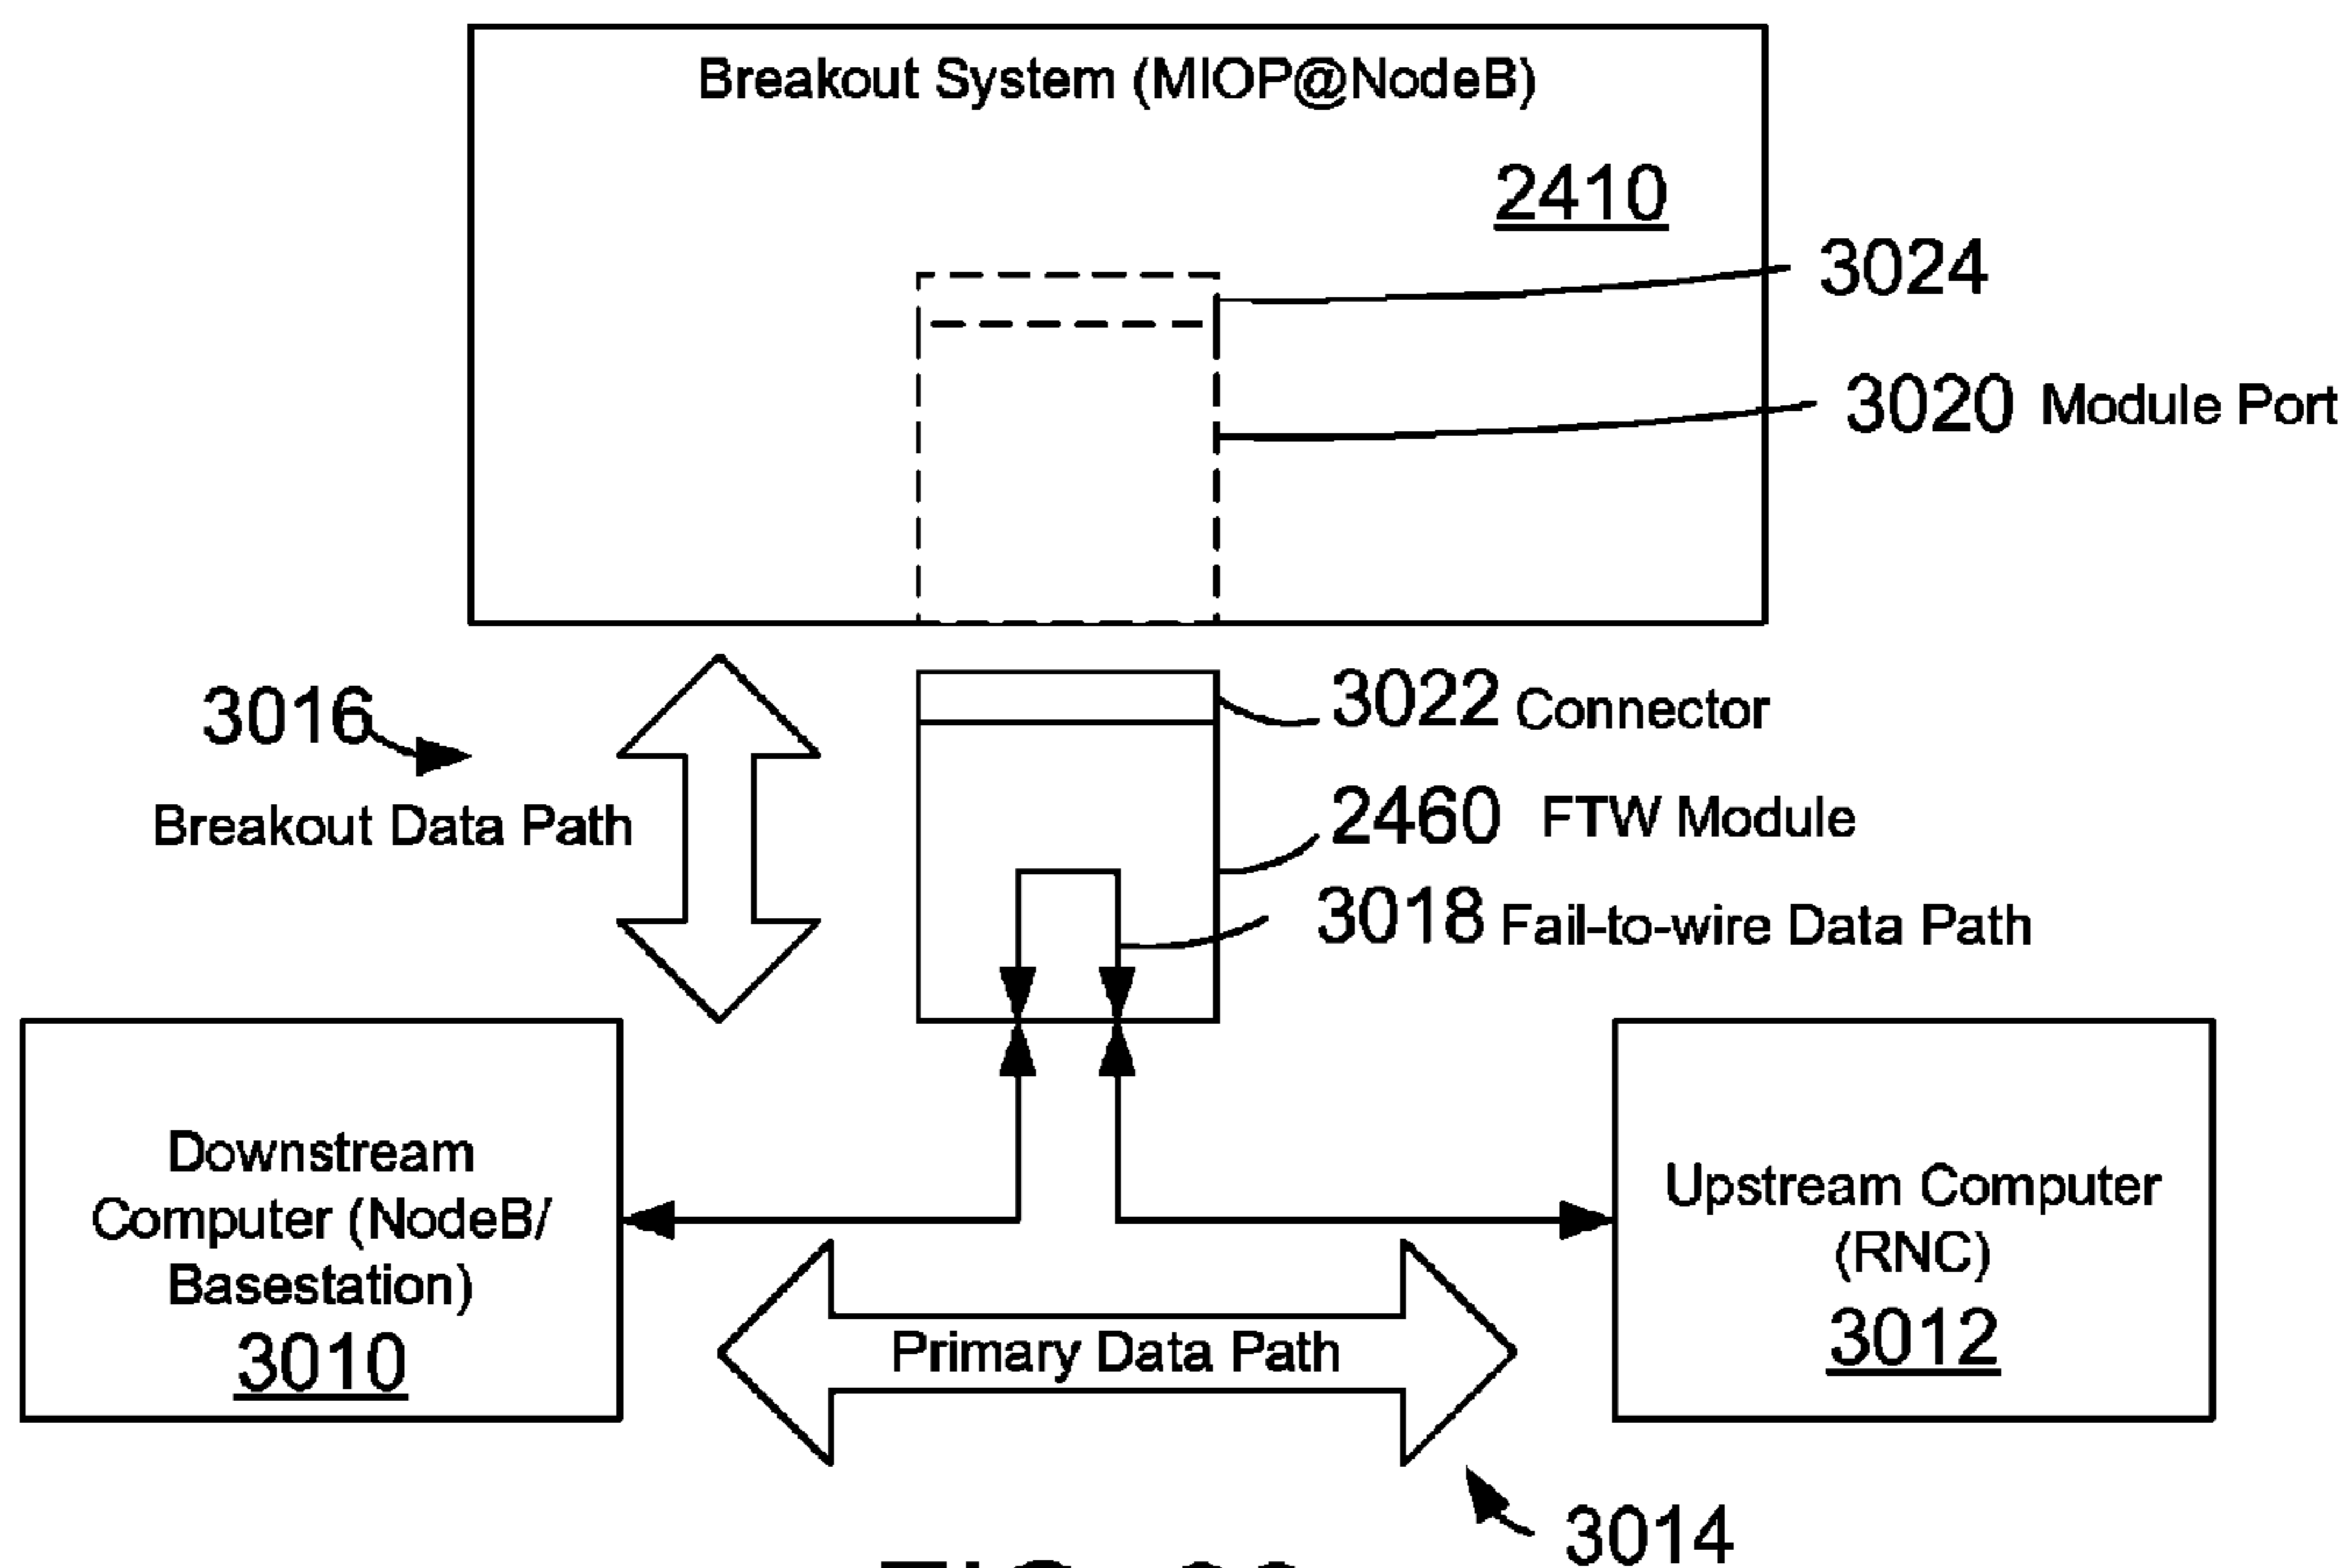 Breakout System (MIOP@NodeB)
2410
3024
3020 Module Port
3022 Connector
3016
2460 FTW Module
Breakout Data Path
3018 Fail-to-wire Data Path
Downstream
Computer (NodeB/
Basestation)
3010
Upstream Computer
(RNC)
3012
Primary Data Path
3014